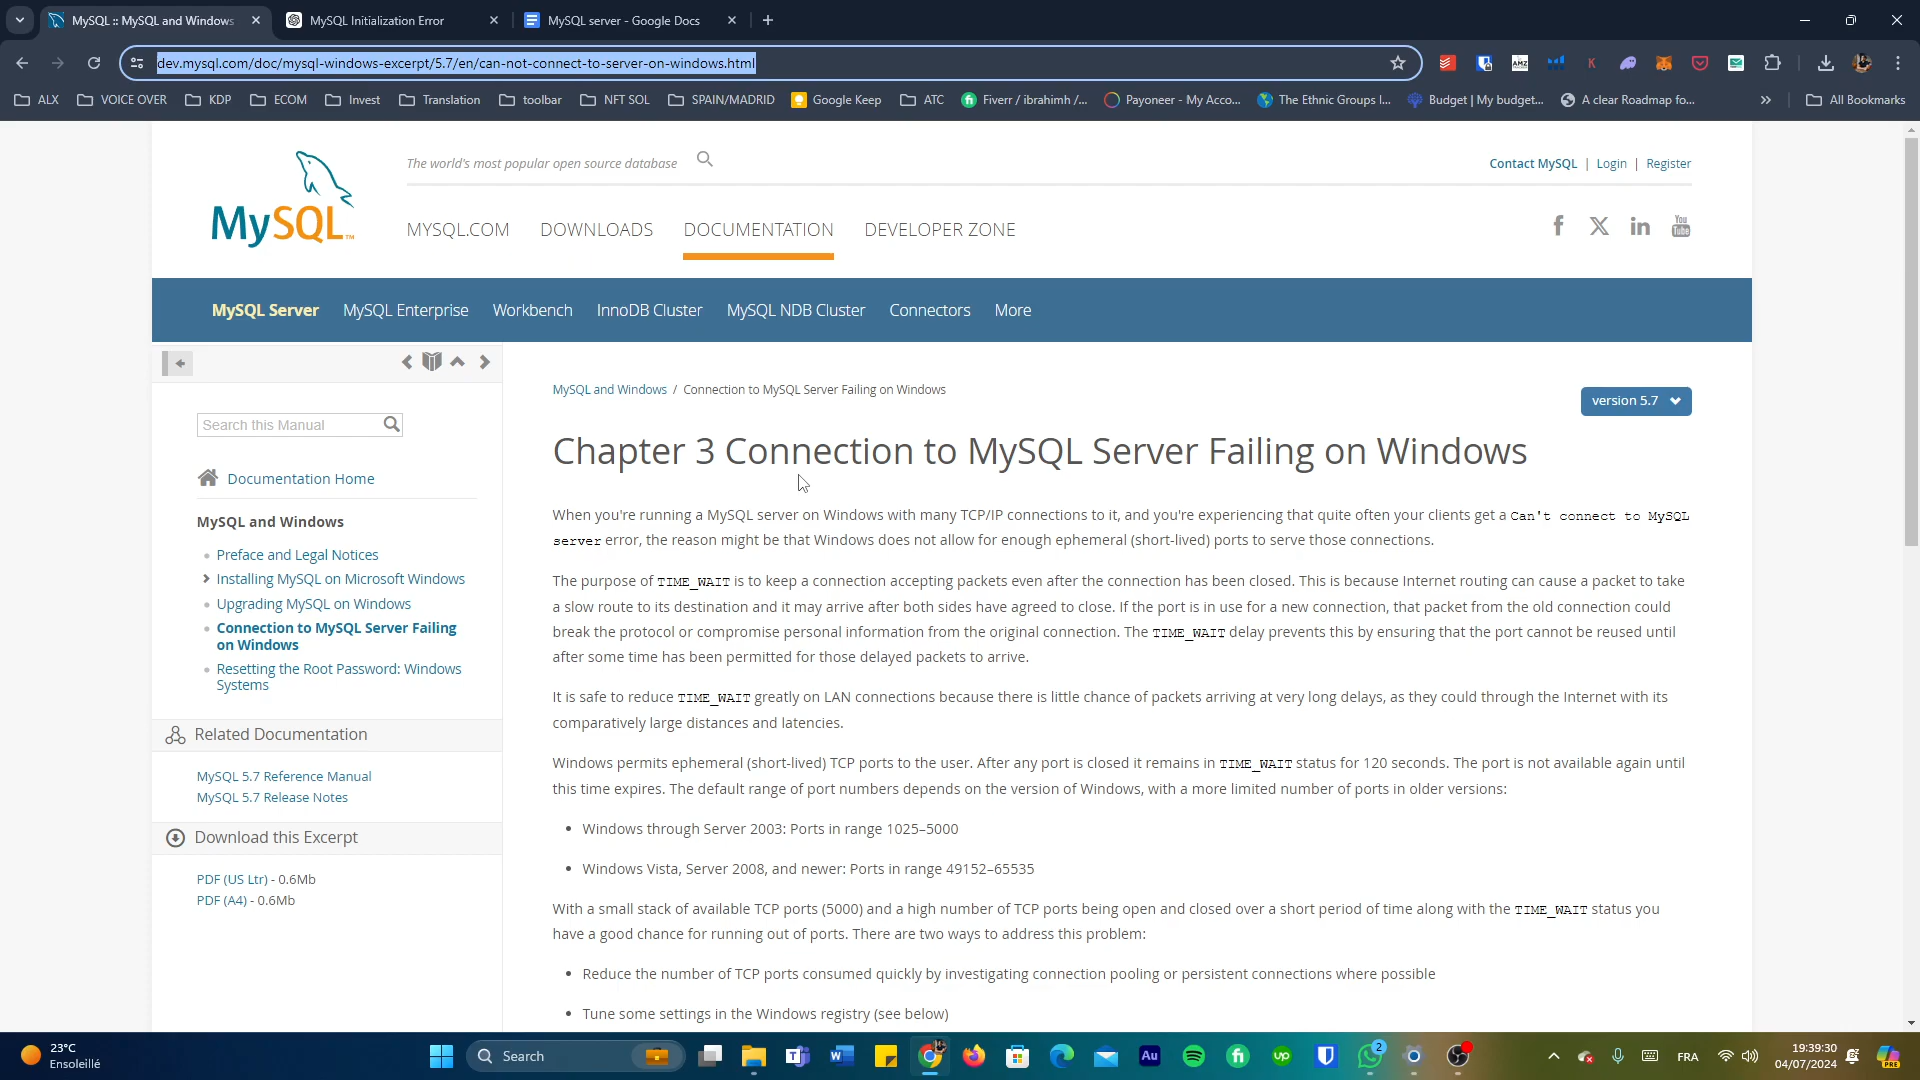 MySQL :: MySQL and Windows
MySQL Initialization Error
MySQL server - Google Docs
dev.mysql.com/doc/mysql-windows-excerpt/5.7/en/can-not-connect-to-server-on-windows.html
ALX
VOICE OVER
KDP
ECOM
Invest
Translation
toolbar
NFT SOL
SPAIN/MADRID
Google Keep
ATC
Fiverr / ibrahimh /...
Payoneer - My Acco...
The Ethnic Groups I...
Budget | My budget...
A clear Roadmap fo...
All Bookmarks
The world's most popular open source database
Contact MySQL | Login | Register
MySQL™
MYSQL.COM DOWNLOADS DOCUMENTATION DEVELOPER ZONE
MySQL Server MySQL Enterprise Workbench InnoDB Cluster MySQL NDB Cluster Connectors More
Search this Manual
Documentation Home
MySQL and Windows
Preface and Legal Notices
Installing MySQL on Microsoft Windows
Upgrading MySQL on Windows
Connection to MySQL Server Failing
on Windows
Resetting the Root Password: Windows
Systems
Related Documentation
MySQL 5.7 Reference Manual
MySQL 5.7 Release Notes
Download this Excerpt
PDF (US Ltr) - 0.6Mb
PDF (A4) - 0.6Mb
MySQL and Windows / Connection to MySQL Server Failing on Windows
version 5.7
Chapter 3 Connection to MySQL Server Failing on Windows
When you're running a MySQL server on Windows with many TCP/IP connections to it, and you're experiencing that quite often your clients get a Can't connect to MySQL
server error, the reason might be that Windows does not allow for enough ephemeral (short-lived) ports to serve those connections.
The purpose of TIME_WAIT is to keep a connection accepting packets even after the connection has been closed. This is because Internet routing can cause a packet to take
a slow route to its destination and it may arrive after both sides have agreed to close. If the port is in use for a new connection, that packet from the old connection could
break the protocol or compromise personal information from the original connection. The TIME_WAIT delay prevents this by ensuring that the port cannot be reused until
after some time has been permitted for those delayed packets to arrive.
It is safe to reduce TIME_WAIT greatly on LAN connections because there is little chance of packets arriving at very long delays, as they could through the Internet with its
comparatively large distances and latencies.
Windows permits ephemeral (short-lived) TCP ports to the user. After any port is closed it remains in TIME_WAIT status for 120 seconds. The port is not available again until
this time expires. The default range of port numbers depends on the version of Windows, with a more limited number of ports in older versions:
• Windows through Server 2003: Ports in range 1025–5000
• Windows Vista, Server 2008, and newer: Ports in range 49152–65535
With a small stack of available TCP ports (5000) and a high number of TCP ports being open and closed over a short period of time along with the TIME_WAIT status you
have a good chance for running out of ports. There are two ways to address this problem:
• Reduce the number of TCP ports consumed quickly by investigating connection pooling or persistent connections where possible
• Tune some settings in the Windows registry (see below)
23°C
Ensoleillé
Search
2
FRA
19:39:30
04/07/2024